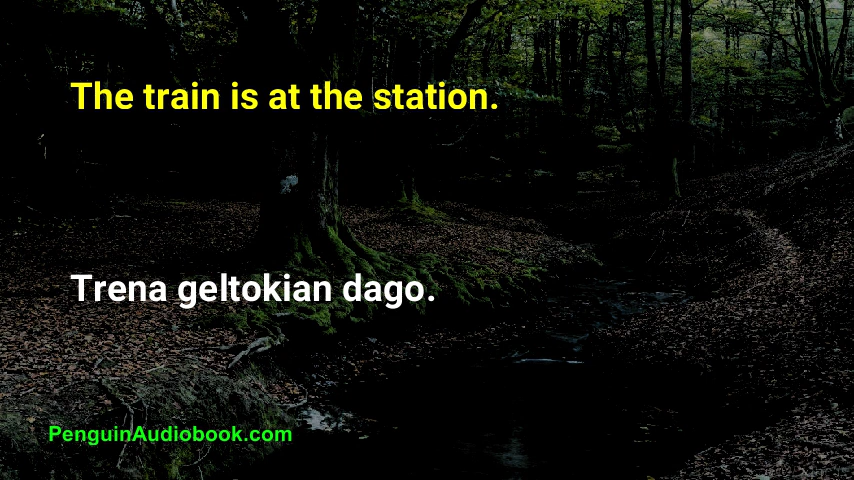 The train is at the station.
Trena geltokian dago.
PenguinAudiobook.com